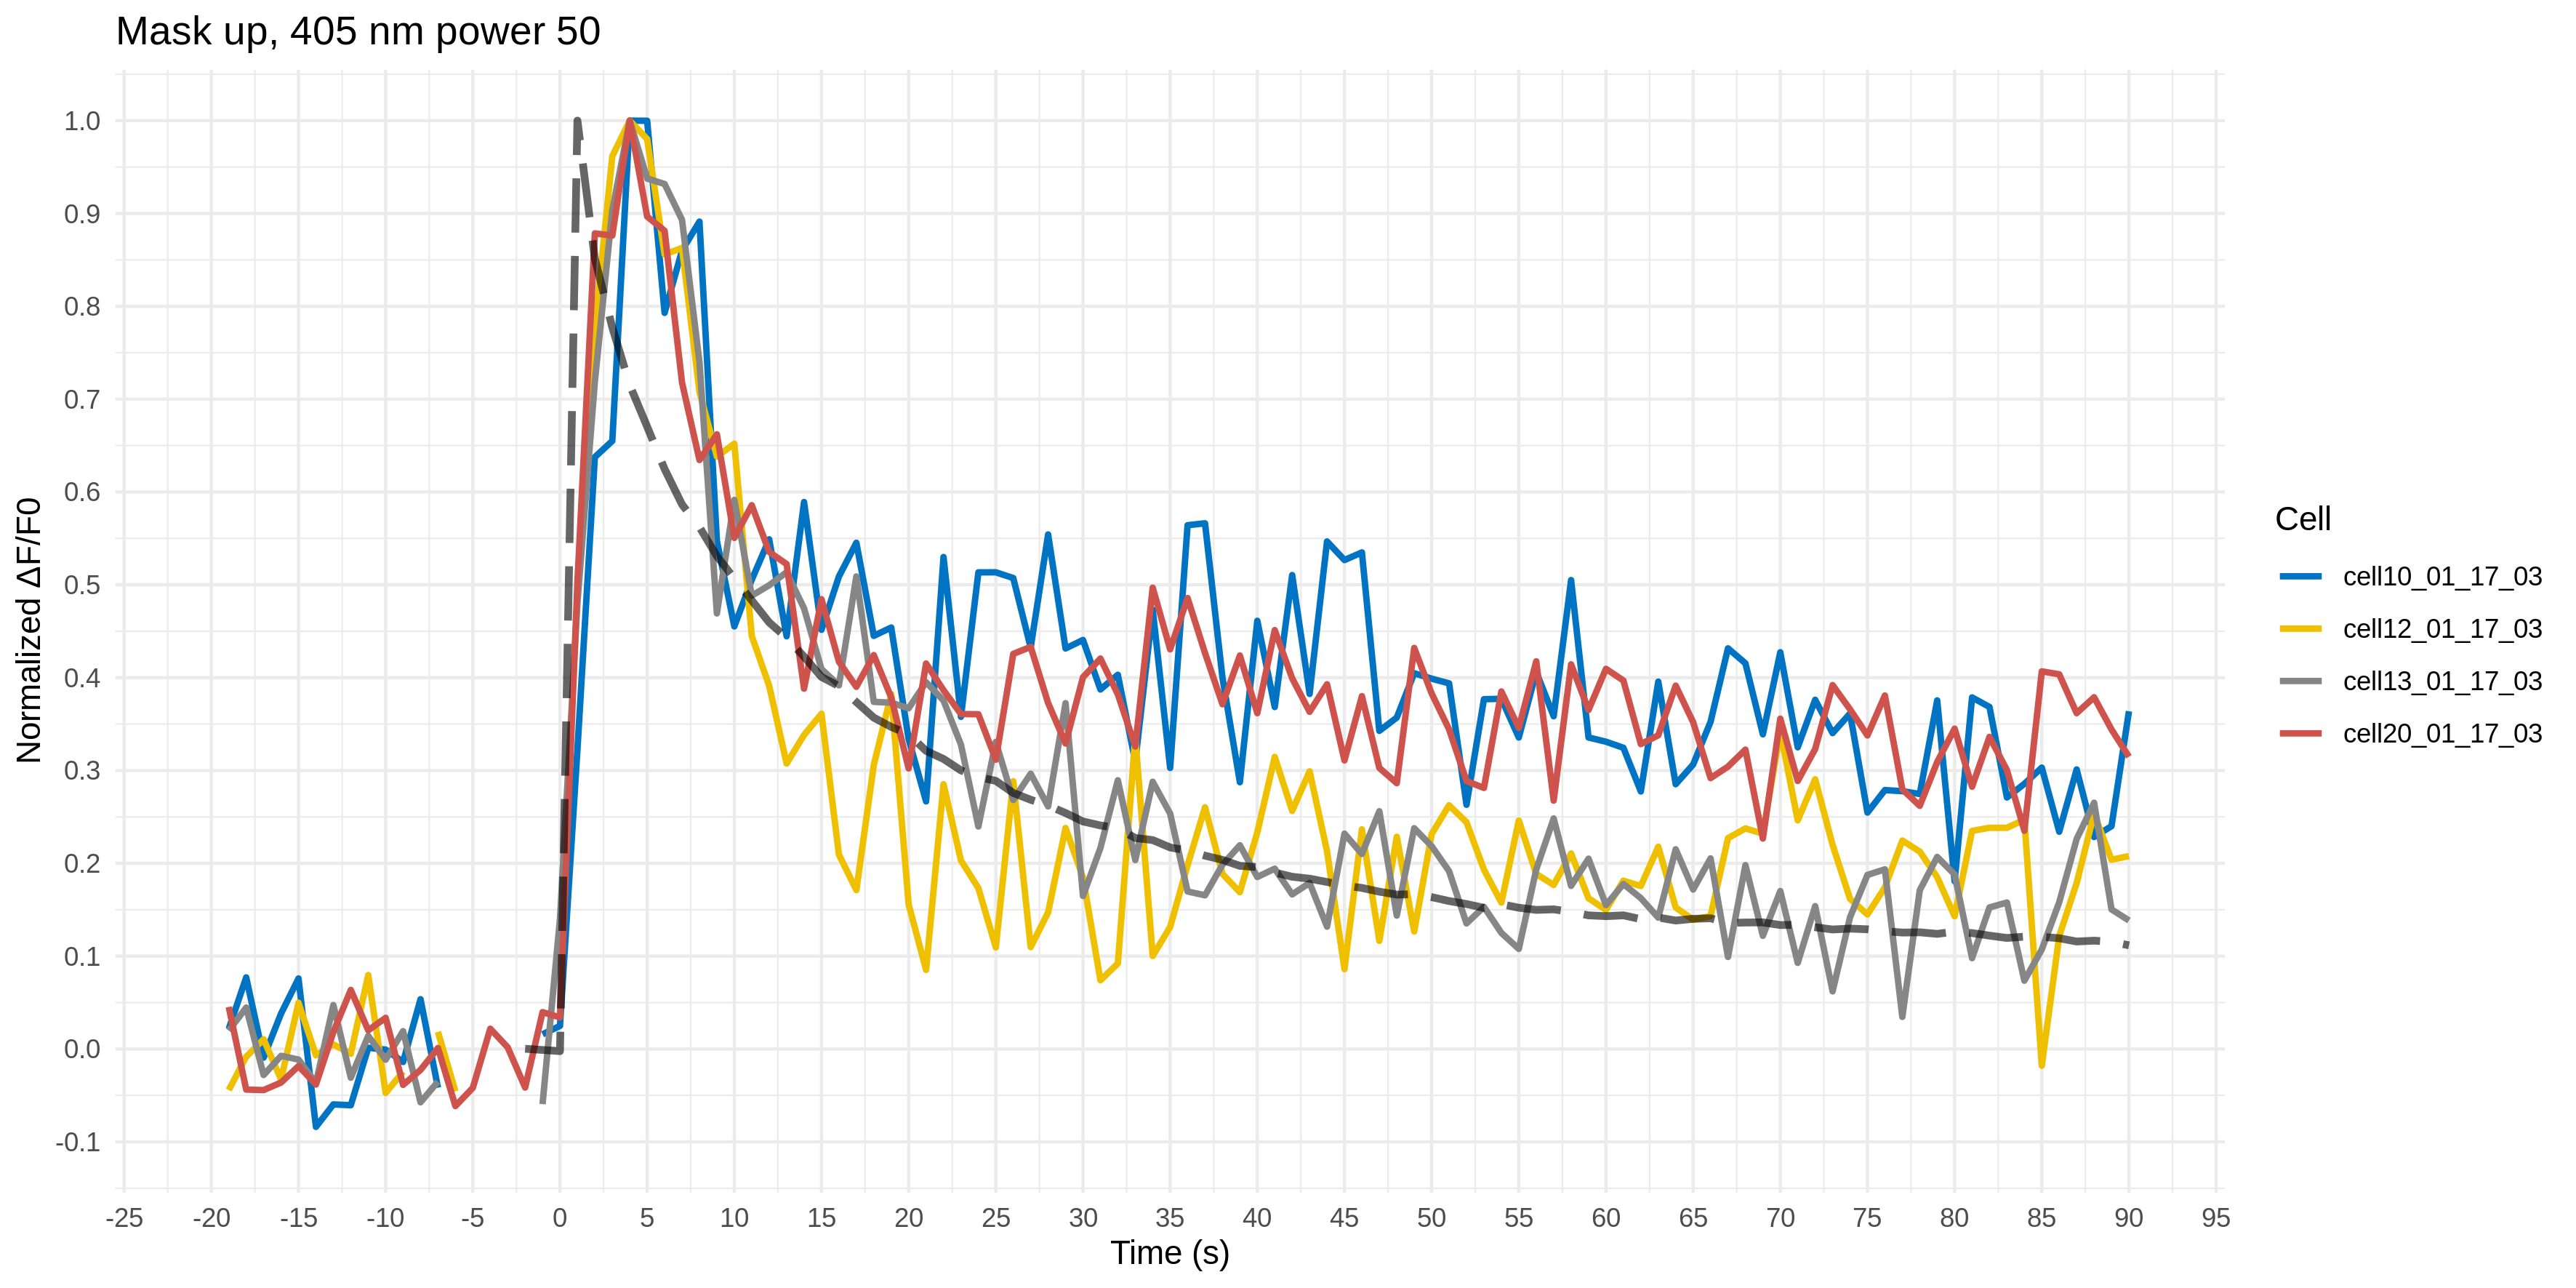 Mask up, 405 nm power 50
Normalized ΔF/F0
1.0
0.9
0.8
0.7
0.6
0.5
0.4
0.3
0.2
0.1
0.0
-0.1
-25 -20 -15 -10 -5 0 5 10 15 20 25 30 35 40 45 50 55 60 65 70 75 80 85 90 95
Time (s)
Cell
cell10_01_17_03
cell12_01_17_03
cell13_01_17_03
cell20_01_17_03